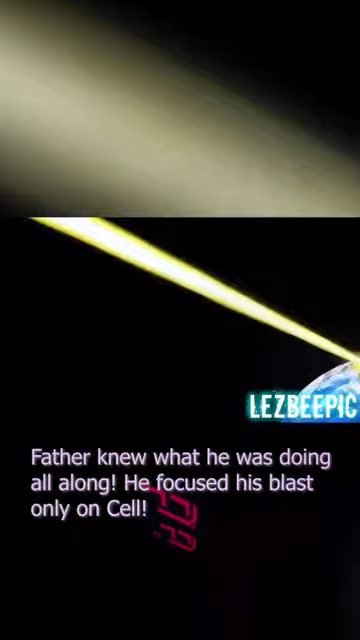 LEZBEEPIC
Father knew what he was doing
all along! He focused his blast
only on Cell!